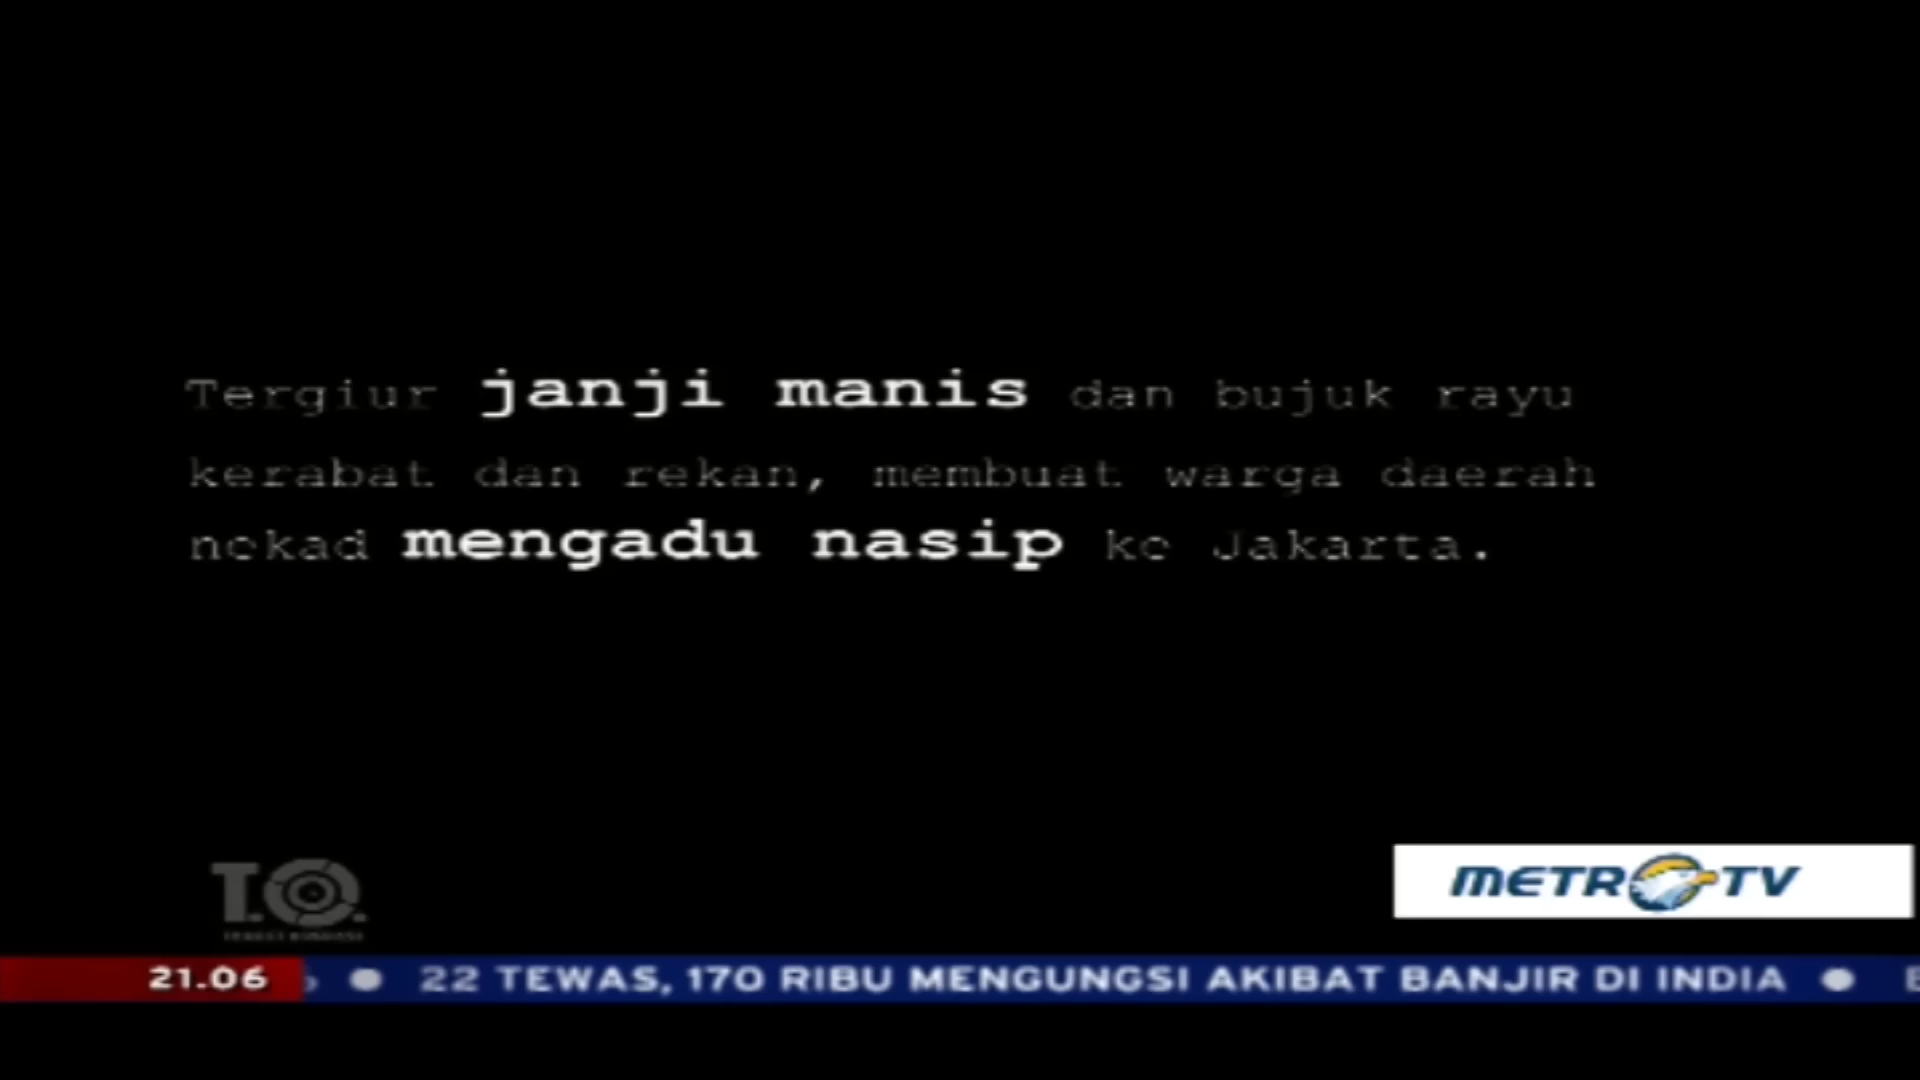 Tergiur janji manis dan bujuk rayu
kerabat dan rekan, membuat warga daerah
nekad mengadu nasip ke Jakarta.
T.O.
METRO TV
21.06
22 TEWAS, 170 RIBU MENGUNGSI AKIBAT BANJIR DI INDIA